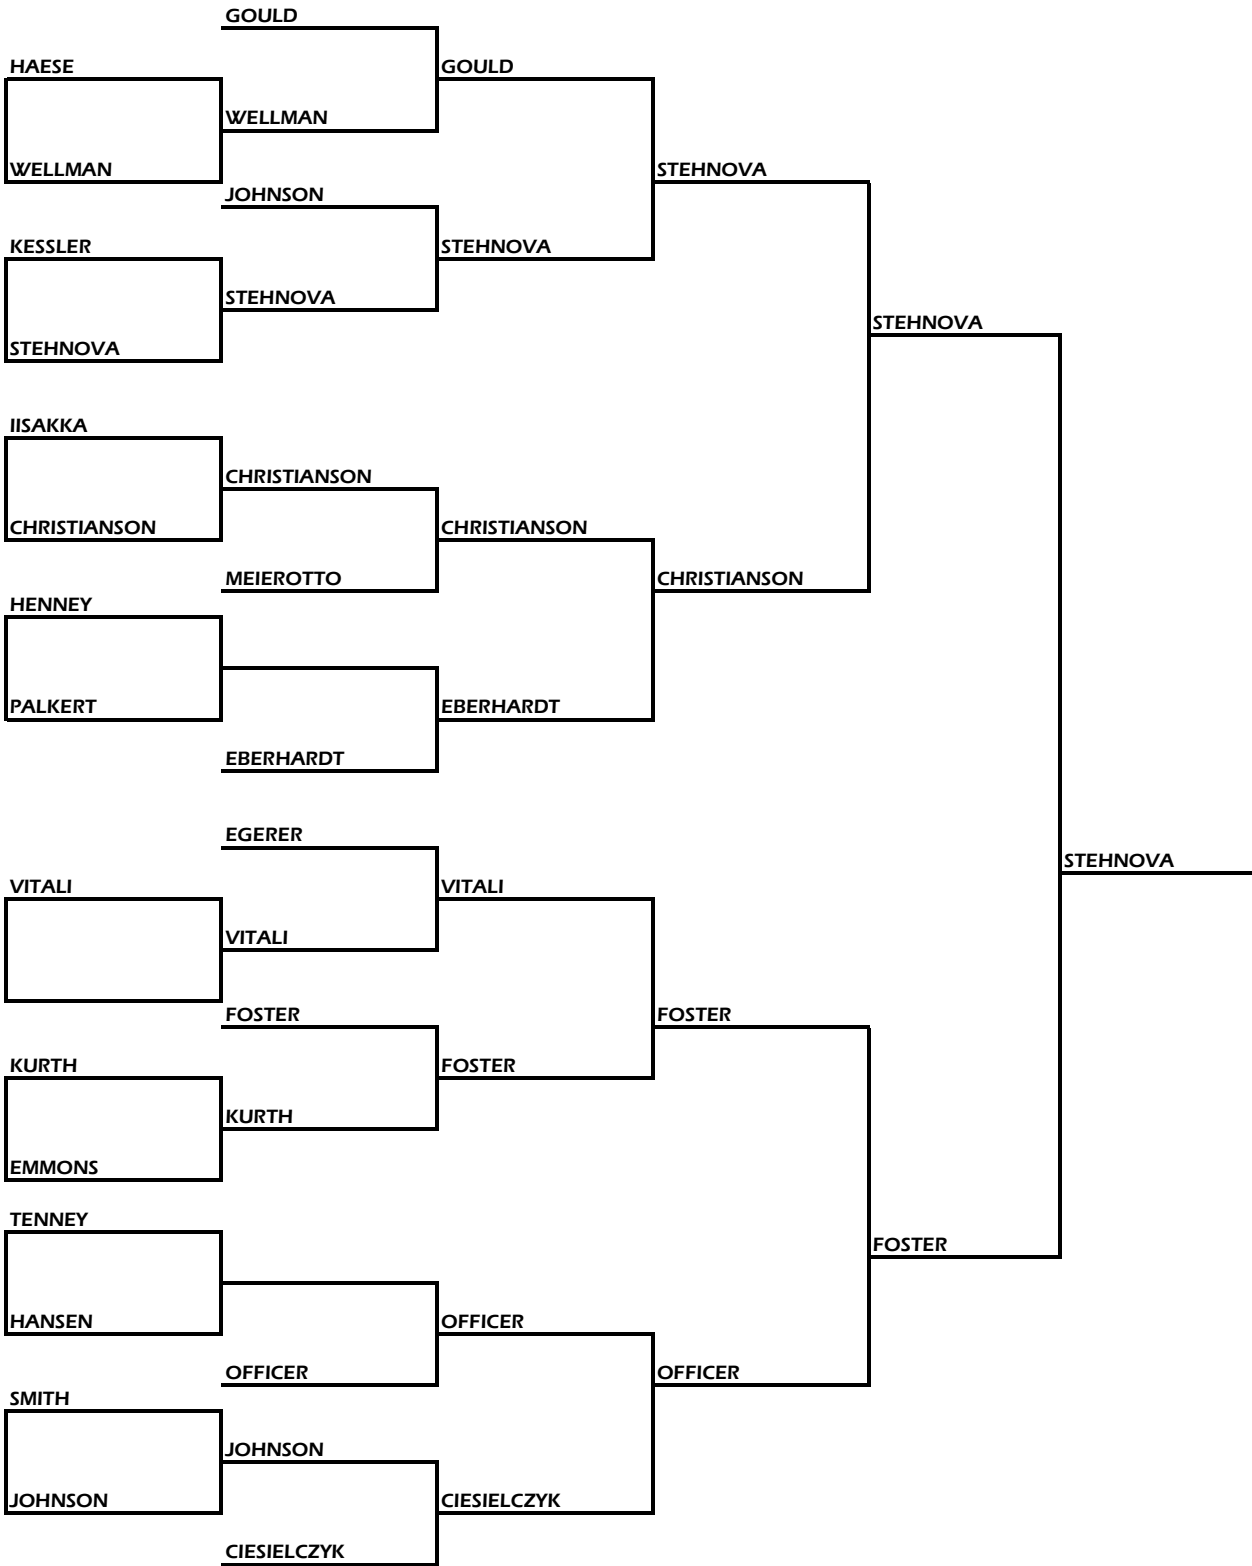 GOULD
HAESE
GOULD
WELLMAN
WELLMAN
STEHNOVA
JOHNSON
KESSLER
STEHNOVA
STEHNOVA
STEHNOVA
STEHNOVA
IISAKKA
CHRISTIANSON
CHRISTIANSON
CHRISTIANSON
MEIEROTTO
CHRISTIANSON
HENNEY
PALKERT
EBERHARDT
EBERHARDT
EGERER
STEHNOVA
VITALI
VITALI
VITALI
FOSTER
FOSTER
KURTH
FOSTER
KURTH
EMMONS
TENNEY
FOSTER
HANSEN
OFFICER
OFFICER
OFFICER
SMITH
JOHNSON
JOHNSON
CIESIELCZYK
CIESIELCZYK